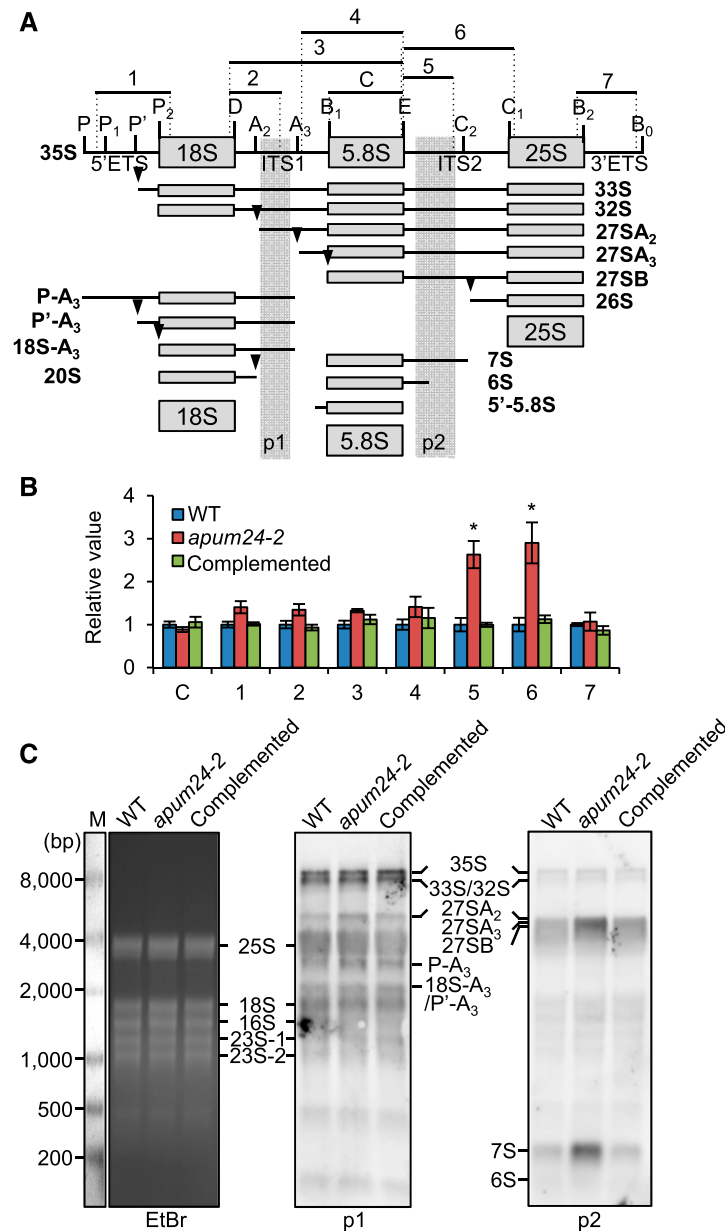 A
4
6
3
1
2
C
5
7
P P1 P' P2 D A2 A3 B1 E C2 C1 B2 B0
35S 5'ETS 18S ITS1 5.8S ITS2 25S 3'ETS
33S
32S
27SA2
27SA3
27SB
P-A3
26S
P'-A3
25S
18S-A3
7S
20S
6S
5'-5.8S
18S p1 5.8S p2
B
Relative value
4
3
2
1
0
WT
apum24-2
Complemented
* *
C 1 2 3 4 5 6 7
C
M WT apum24-2 Complemented
WT apum24-2 Complemented
WT apum24-2 Complemented
(bp)
8,000
4,000
2,000
1,000
500
200
25S
18S
16S
23S-1
23S-2
35S
33S/32S
27SA2
27SA3
27SB
P-A3
18S-A3
/P'-A3
7S
6S
EtBr p1 p2